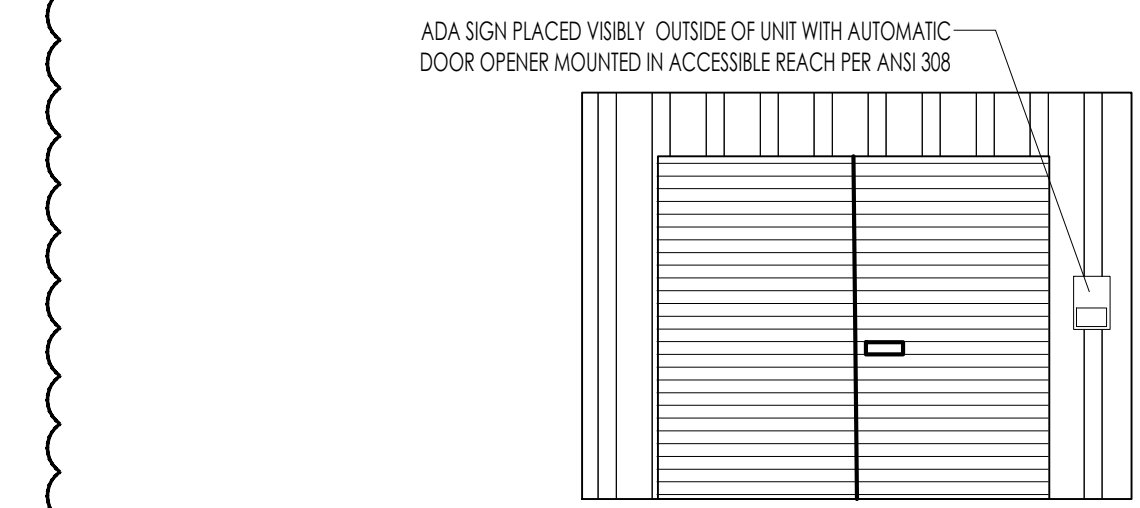 ADA SIGN PLACED VISIBLY OUTSIDE OF UNIT WITH AUTOMATIC
DOOR OPENER MOUNTED IN ACCESSIBLE REACH PER ANSI 308